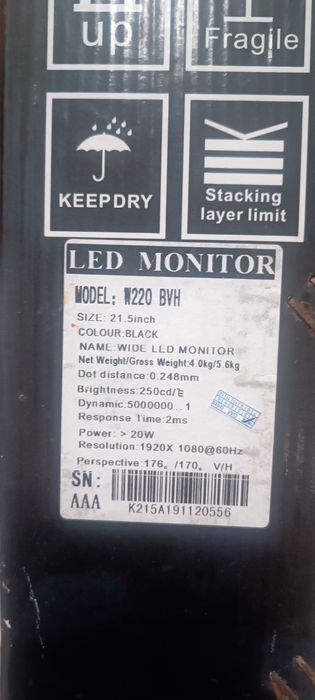 up
Fragile
KEEPDRY
Stacking
layer limit
LED MONITOR
MODEL: W220 BVH
SIZE: 21.5inch
COLOUR:BLACK
NAME:WIDE LED MONITOR
Net Weight/Gross Weight:4.0kg/5.6kg
Dot distance:0.248mm
Brightness:250cd/㎡
Dynamic:5000000..1
Response Time:2ms
Power: > 20W
Resolution:1920X 1080@60Hz
Perspective:176。/170。 V/H
SN:
AAA
K215A191120556